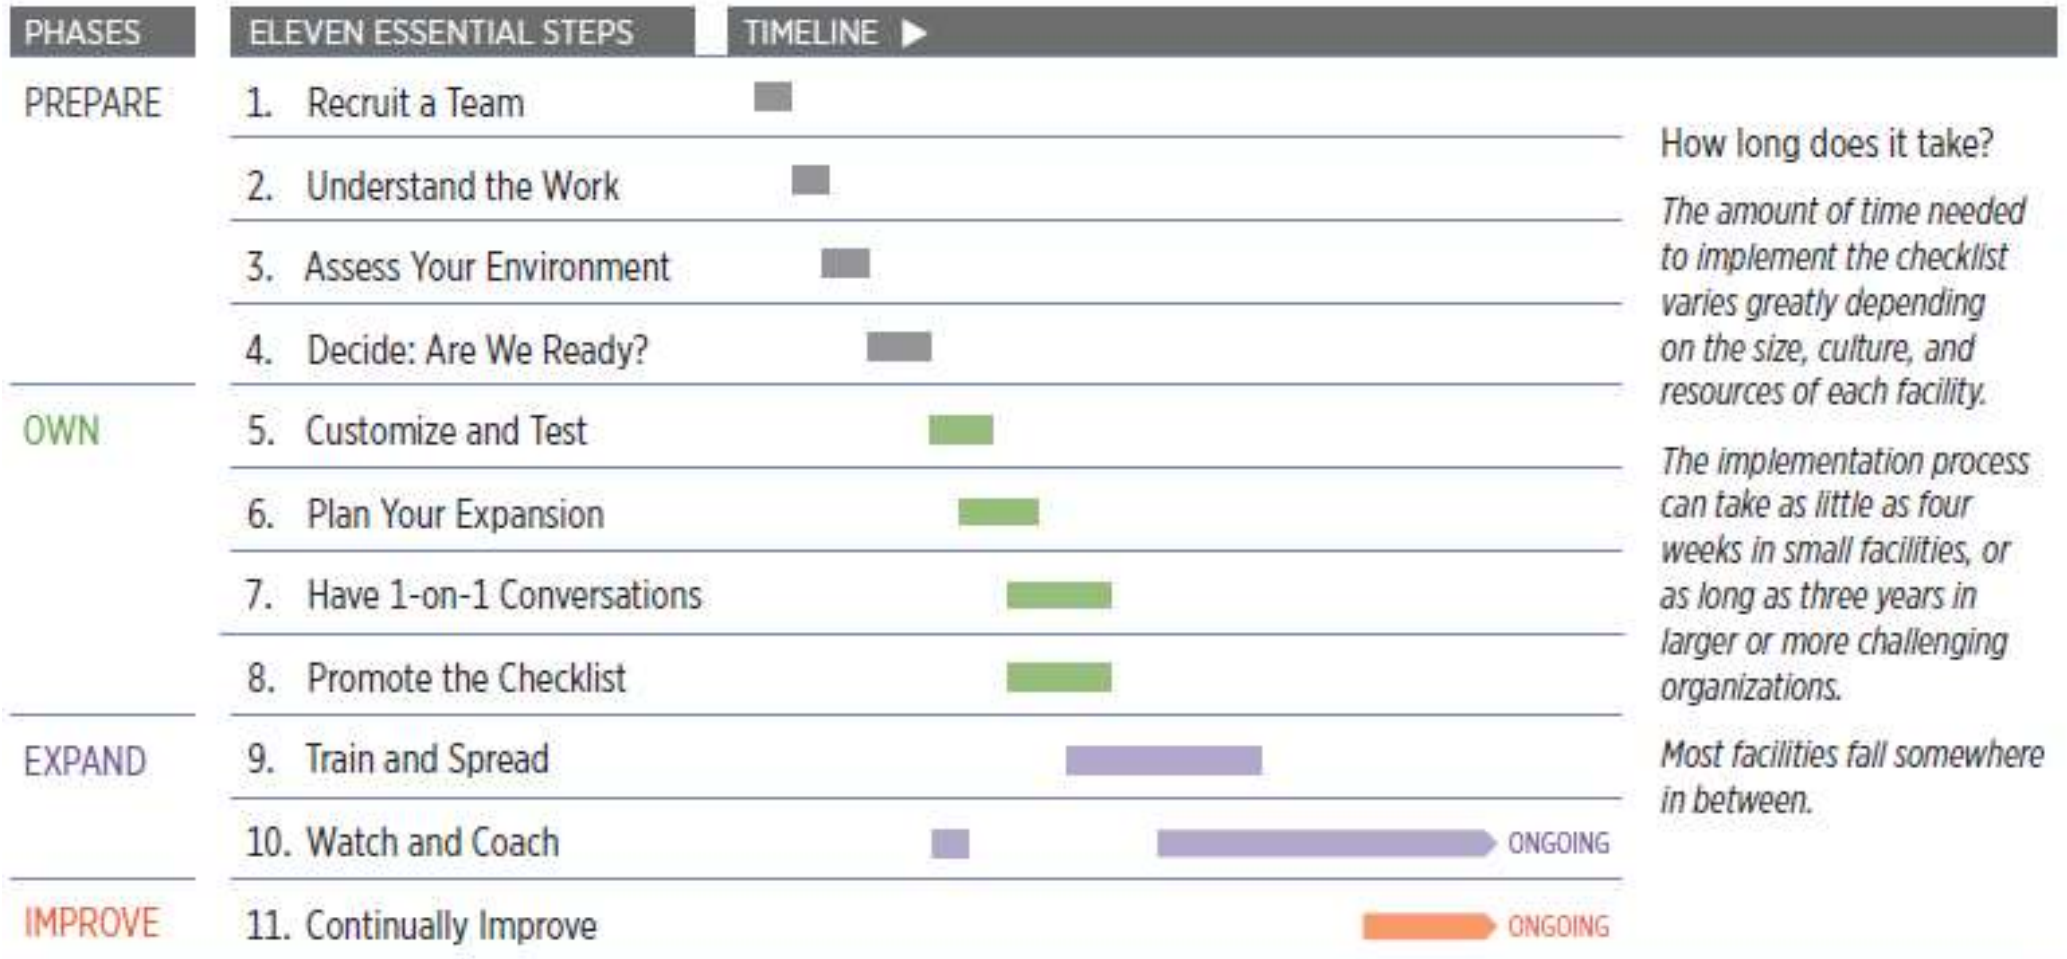 PHASES ELEVEN ESSENTIAL STEPS TIMELINE
PREPARE 1. Recruit a Team
2. Understand the Work
3. Assess Your Environment
4. Decide: Are We Ready?
OWN 5. Customize and Test
6. Plan Your Expansion
7. Have 1-on-1 Conversations
8. Promote the Checklist
EXPAND 9. Train and Spread
10. Watch and Coach ONGOING
IMPROVE 11. Continually Improve ONGOING
How long does it take?
The amount of time needed
to implement the checklist
varies greatly depending
on the size, culture, and
resources of each facility.
The implementation process
can take as little as four
weeks in small facilities, or
as long as three years in
larger or more challenging
organizations.
Most facilities fall somewhere
in between.